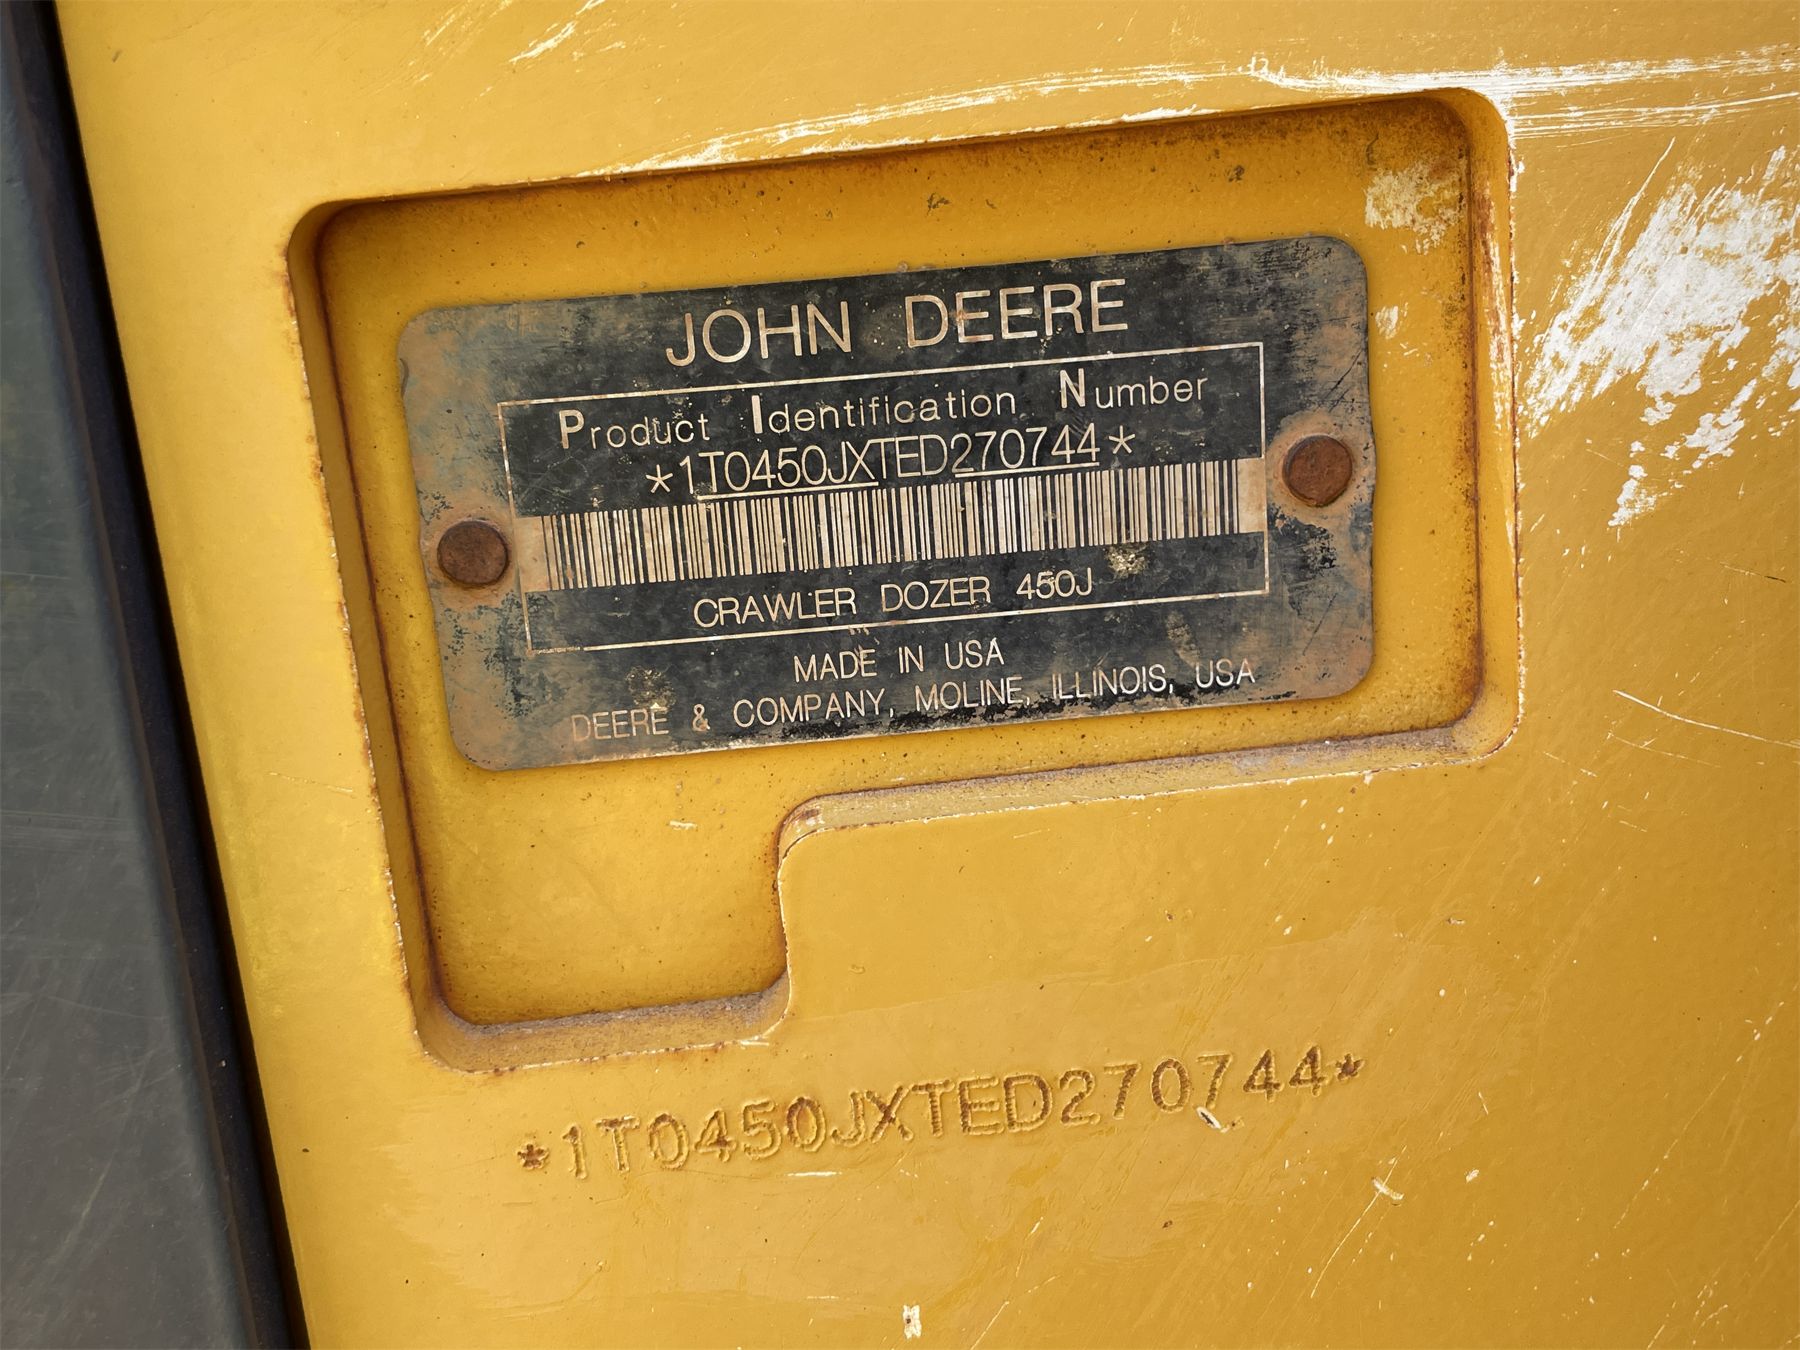 JOHN DEERE
Product Identification Number
*1T0450JXTED270744*
CRAWLER DOZER 450J
MADE IN USA
DEERE & COMPANY, MOLINE, ILLINOIS, USA
*1T0450JXTED270744*